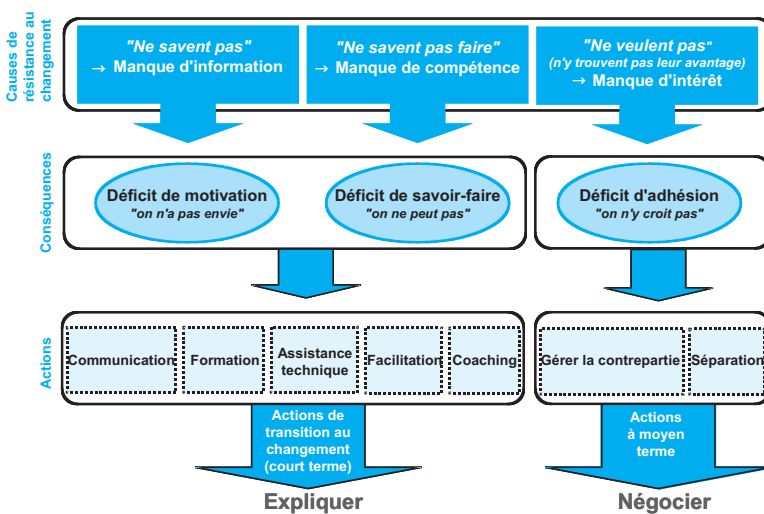 Causes de
résistance au
changement
"Ne savent pas"
→ Manque d'information
"Ne savent pas faire"
→ Manque de compétence
"Ne veulent pas"
(n'y trouvent pas leur avantage)
→ Manque d'intérêt
Conséquences
Déficit de motivation
"on n'a pas envie"
Déficit de savoir-faire
"on ne peut pas"
Déficit d'adhésion
"on n'y croit pas"
Actions
Communication
Formation
Assistance
technique
Facilitation
Coaching
Gérer la contrepartie
Séparation
Actions de
transition au
changement
(court terme)
Actions
à moyen
terme
Expliquer
Négocier